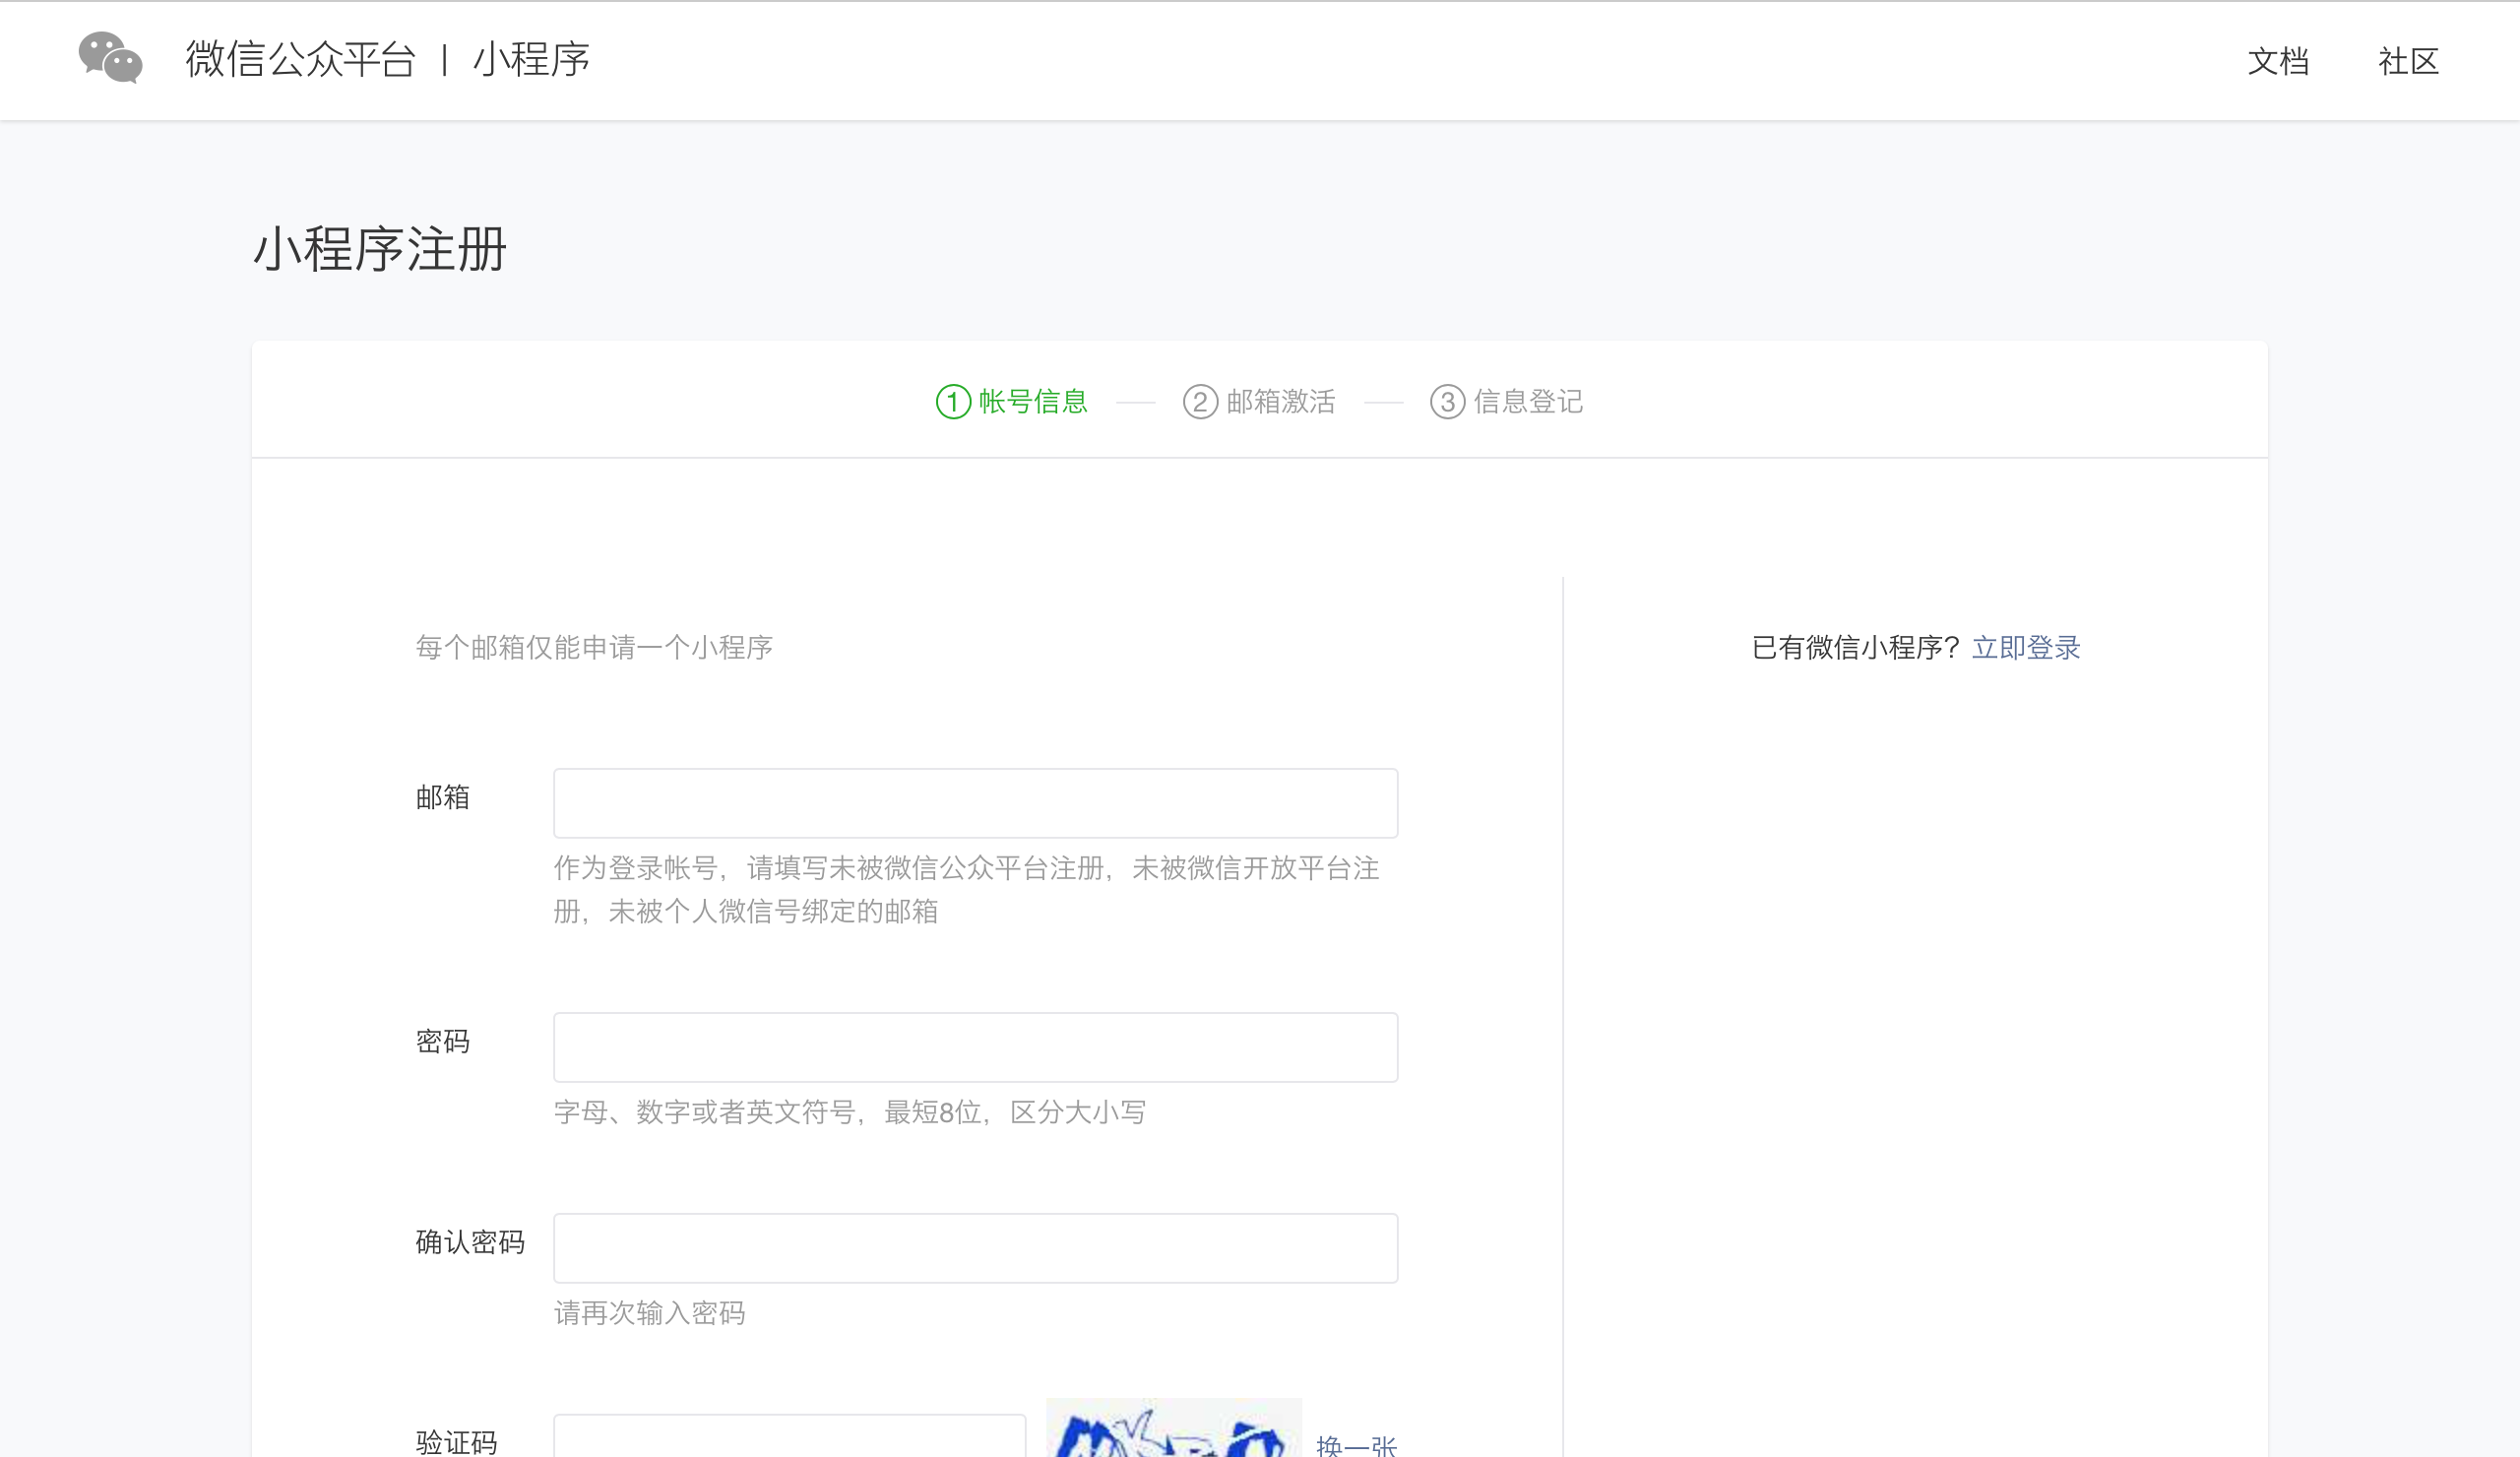 微信公众平台 | 小程序
文档
社区
小程序注册
1 帐号信息
2 邮箱激活
3 信息登记
每个邮箱仅能申请一个小程序
已有微信小程序？立即登录
邮箱
作为登录帐号，请填写未被微信公众平台注册，未被微信开放平台注
册，未被个人微信号绑定的邮箱
密码
字母、数字或者英文符号，最短8位，区分大小写
确认密码
请再次输入密码
验证码
换一张